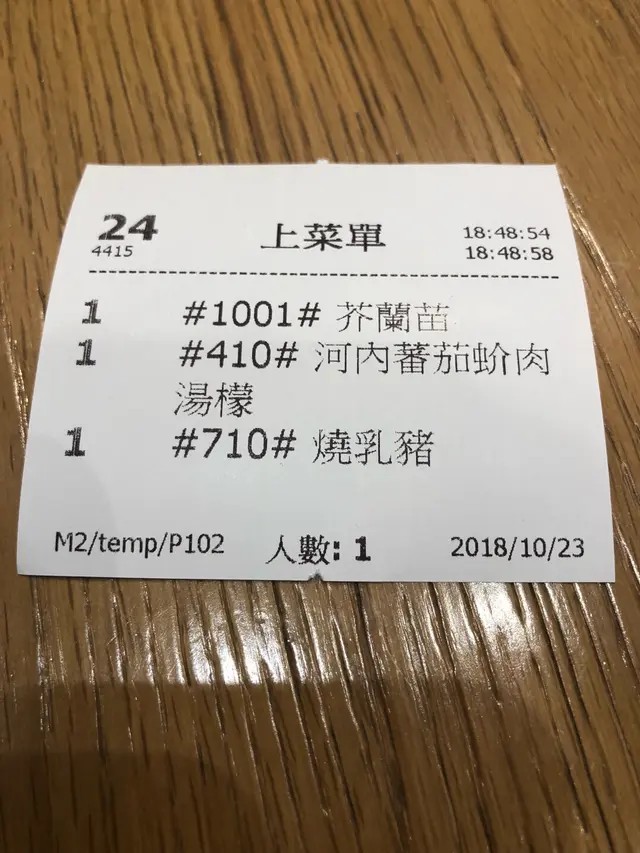 24
4415
上菜單
18:48:54
18:48:58
1 #1001# 芥蘭苗
1 #410# 河內蕃茄蚧肉
湯檬
1 #710# 燒乳豬
M2/temp/P102 人數: 1 2018/10/23